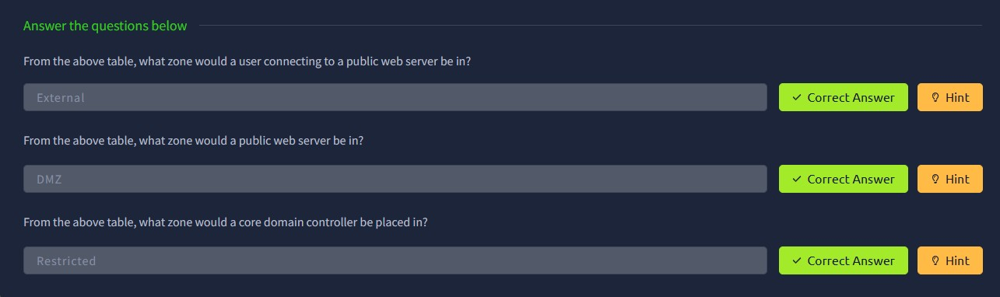 Answer the questions below
From the above table, what zone would a user connecting to a public web server be in?
External
Correct Answer
Hint
From the above table, what zone would a public web server be in?
DMZ
Correct Answer
Hint
From the above table, what zone would a core domain controller be placed in?
Restricted
Correct Answer
Hint